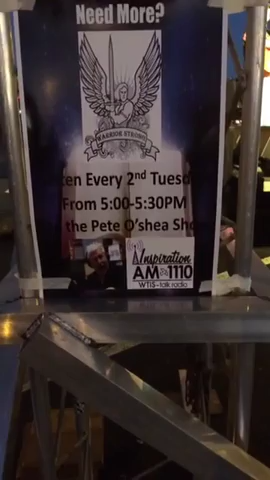 Need More?
WARRIOR STRONG
ten Every 2nd Tuesd
From 5:00-5:30PM
the Pete O'shea Sho
Inspiration
AM 1110
WTIS-talk radio